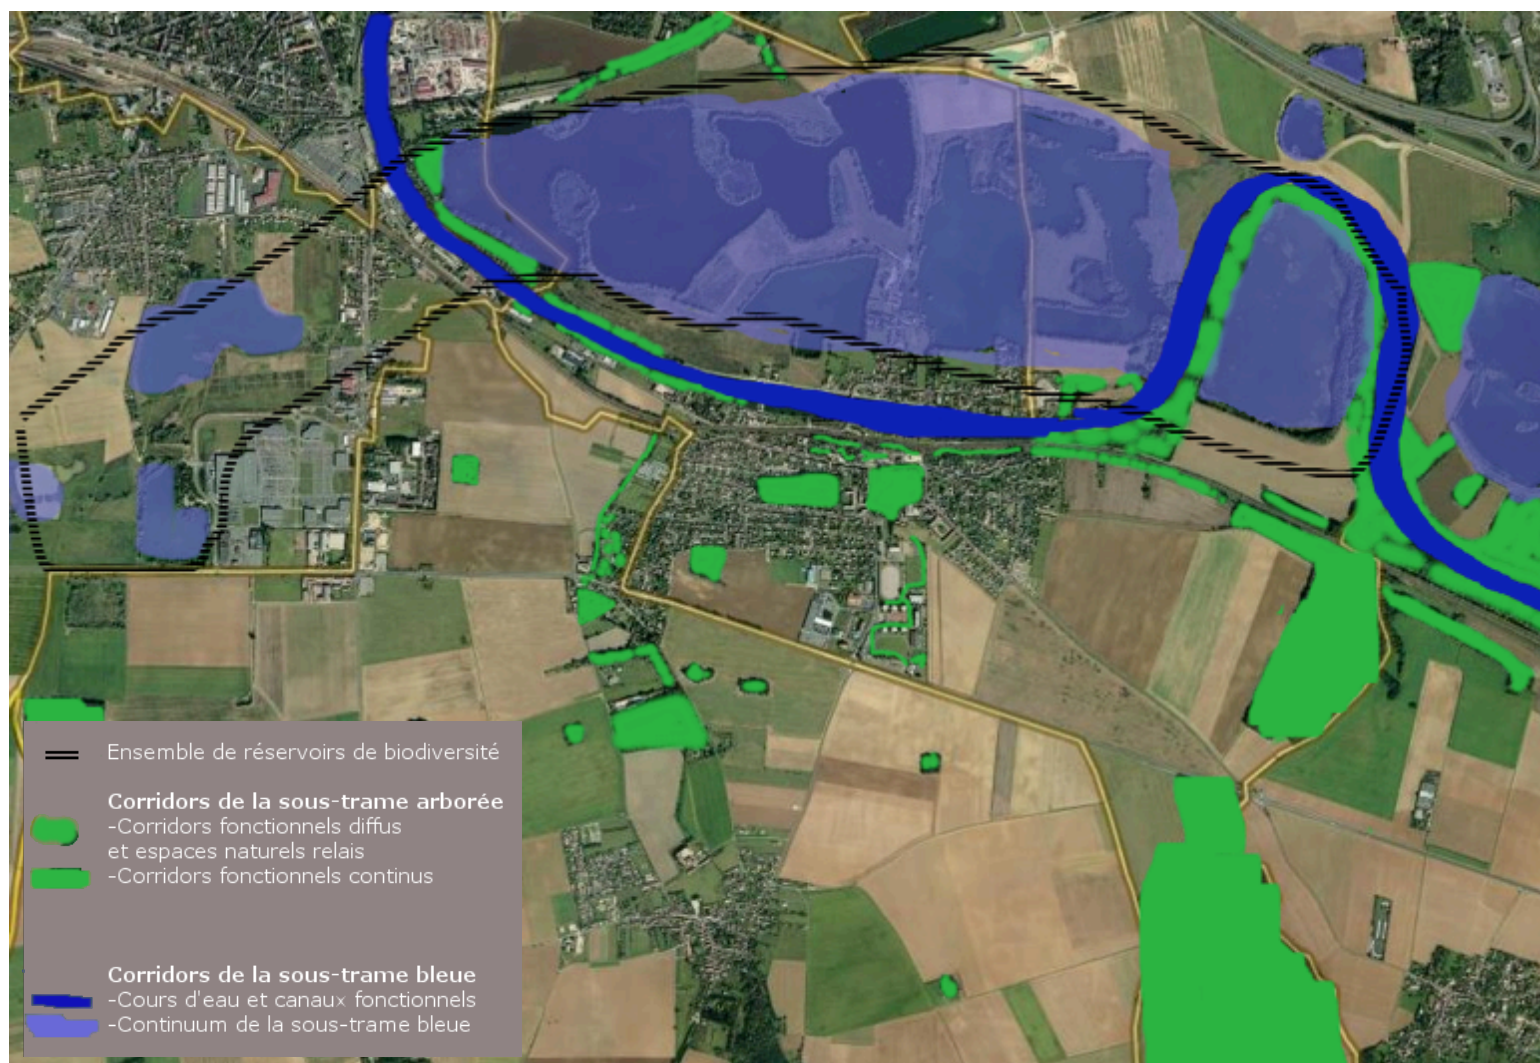 Ensemble de réservoirs de biodiversité
Corridors de la sous-trame arborée
-Corridors fonctionnels diffus
et espaces naturels relais
-Corridors fonctionnels continus
Corridors de la sous-trame bleue
-Cours d'eau et canaux fonctionnels
-Continuum de la sous-trame bleue